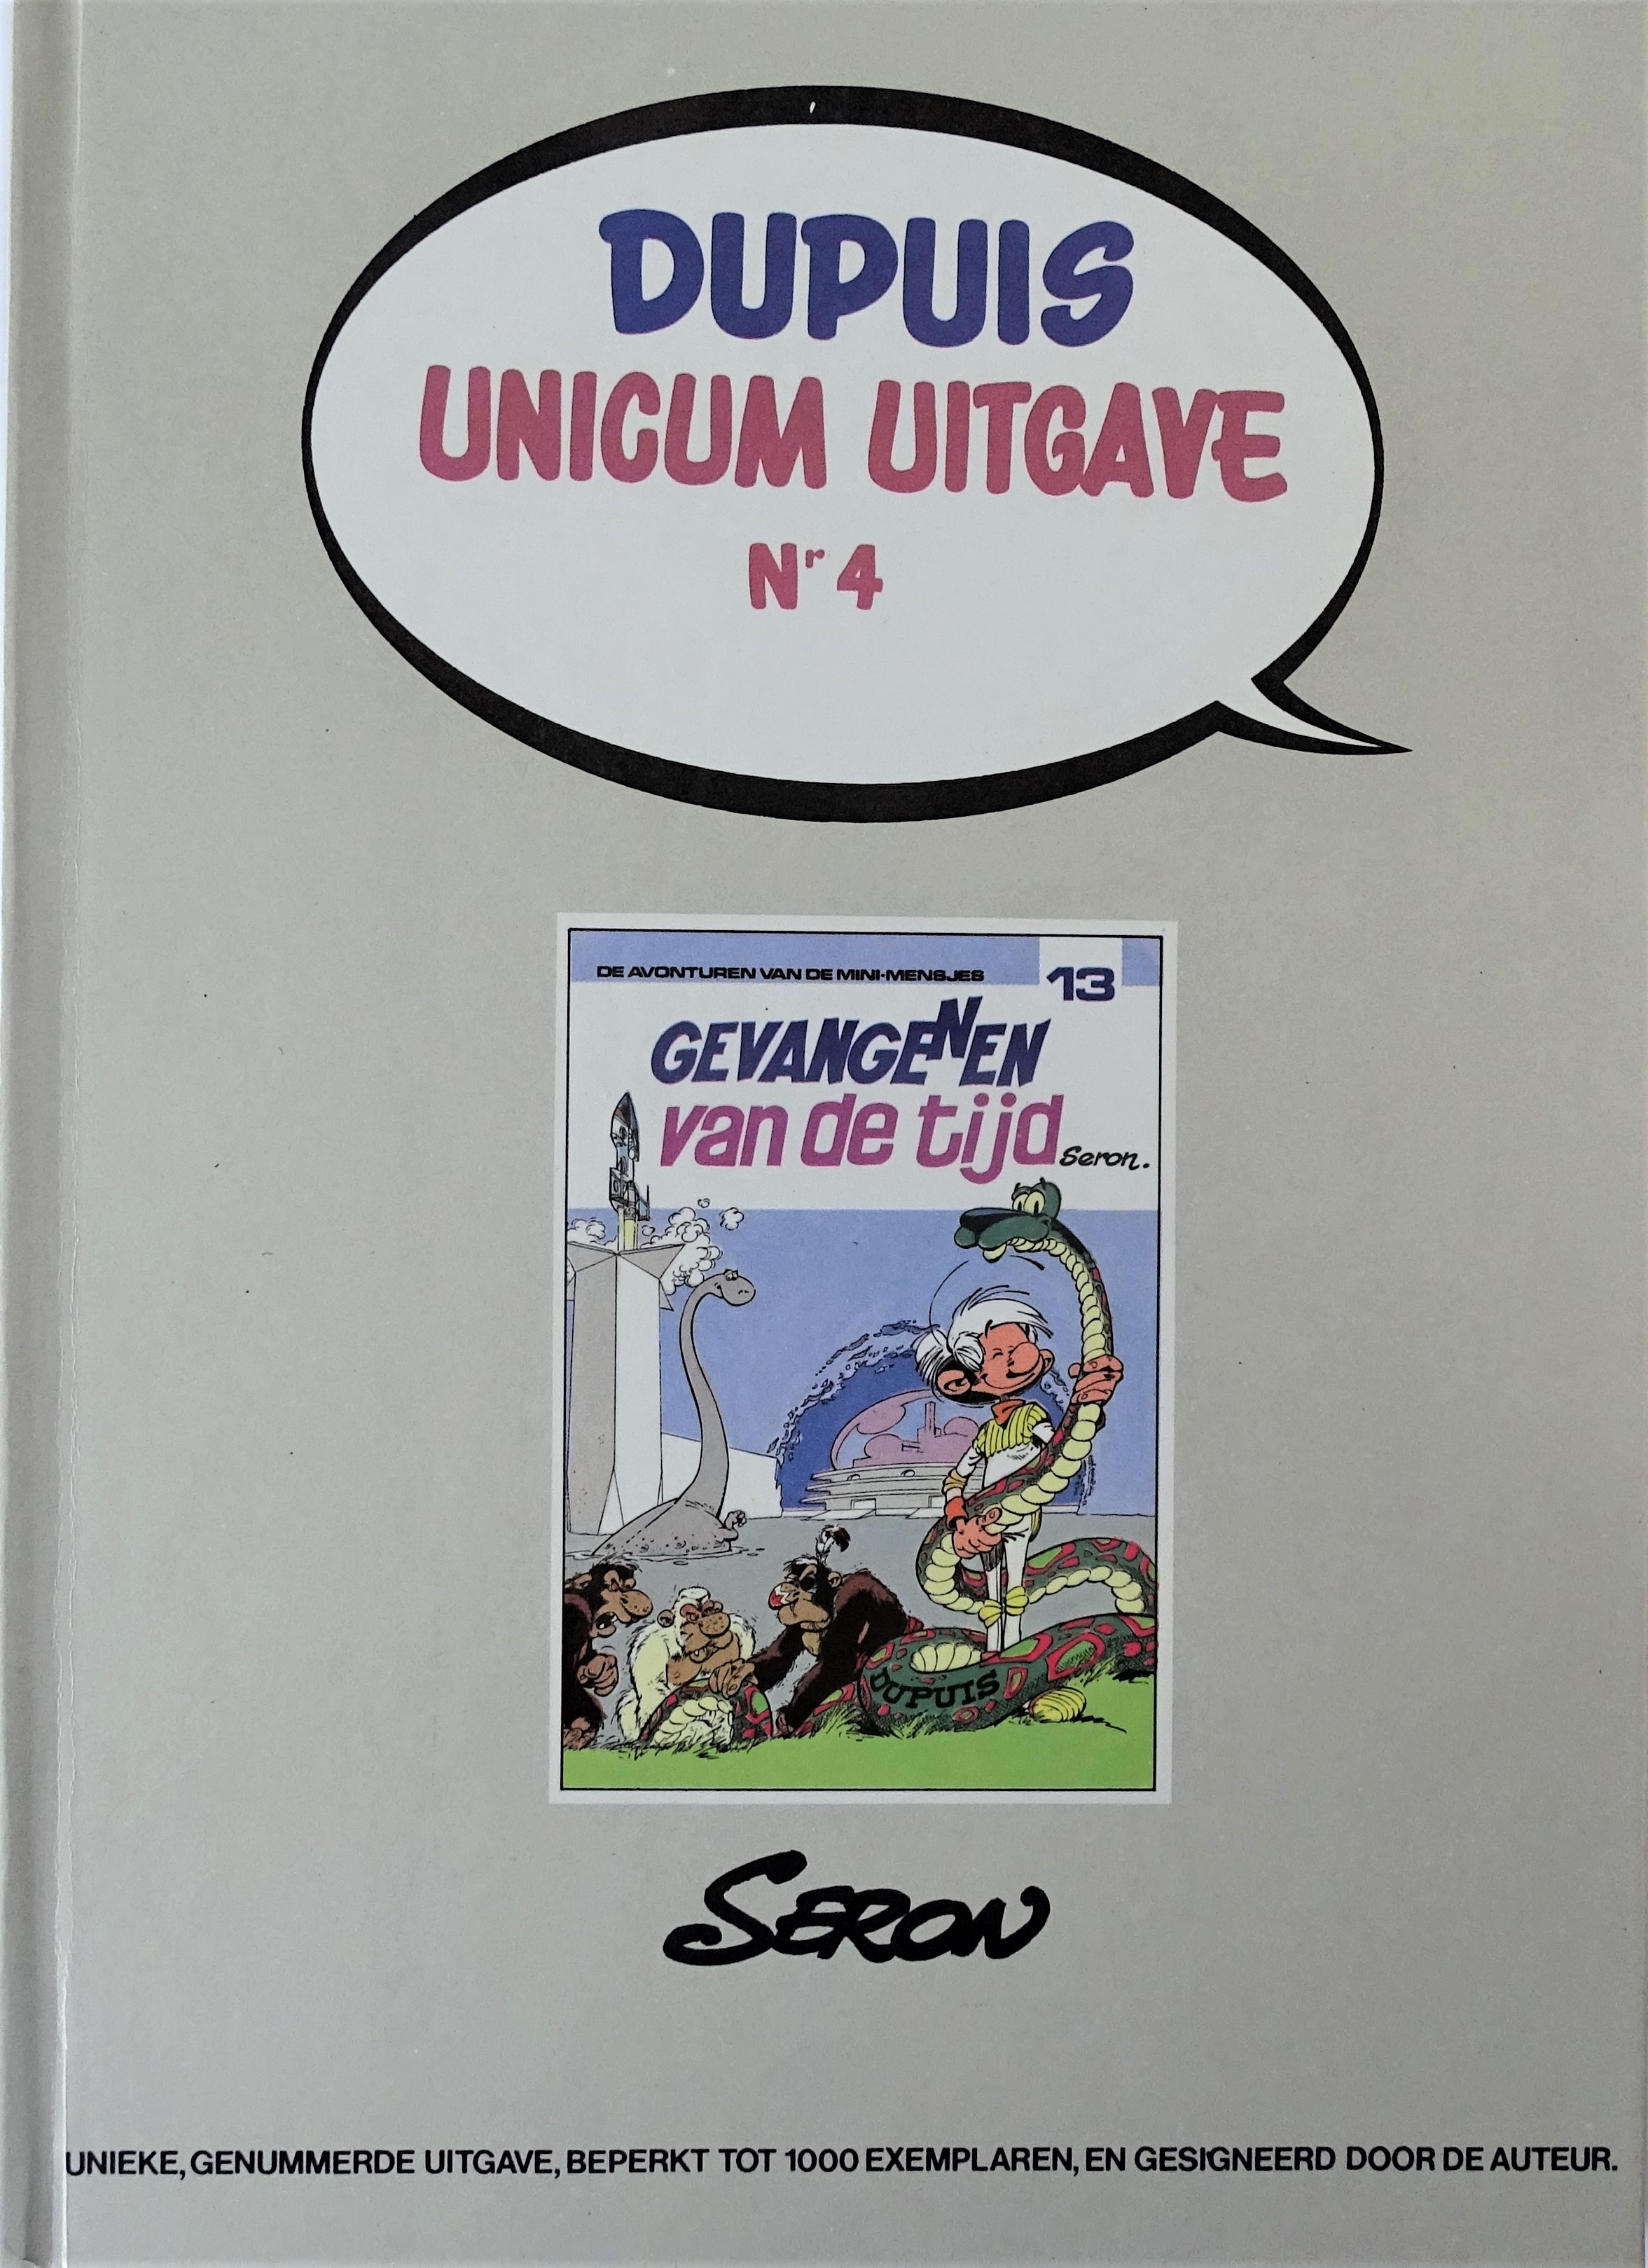 DUPUIS
UNICUM UITGAVE
Nr 4
DE AVONTUREN VAN DE MINI-MENSJES
13
GEVANGENEN
van de tijd
Seron.
DUPUIS
SERON
UNIEKE, GENUMMERDE UITGAVE, BEPERKT TOT 1000 EXEMPLAREN, EN GESIGNEERD DOOR DE AUTEUR.